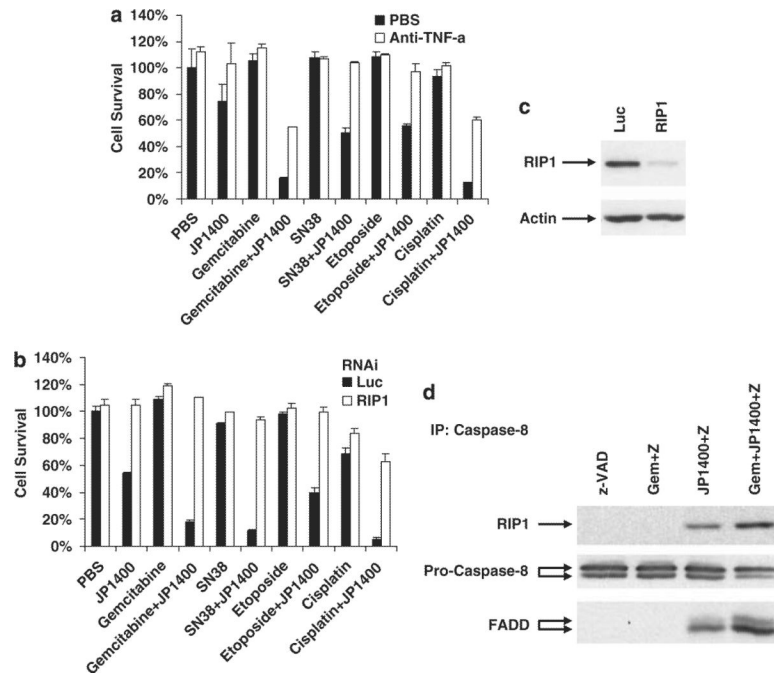 a
140%
120%
100%
80%
60%
40%
20%
0%
Cell Survival
PBS
Anti-TNF-a
PBS
JP1400
Gemcitabine
Gemcitabine+JP1400
SN38
SN38+JP1400
Etoposide
Etoposide+JP1400
Cisplatin
Cisplatin+JP1400
b
140%
120%
100%
80%
60%
40%
20%
0%
Cell Survival
RNAi
Luc
RIP1
PBS
JP1400
Gemcitabine
Gemcitabine+JP1400
SN38
SN38+JP1400
Etoposide
Etoposide+JP1400
Cisplatin
Cisplatin+JP1400
c
Luc
RIP1
RIP1
Actin
d
IP: Caspase-8
z-VAD
Gem+Z
JP1400+Z
Gem+JP1400+Z
RIP1
Pro-Caspase-8
FADD